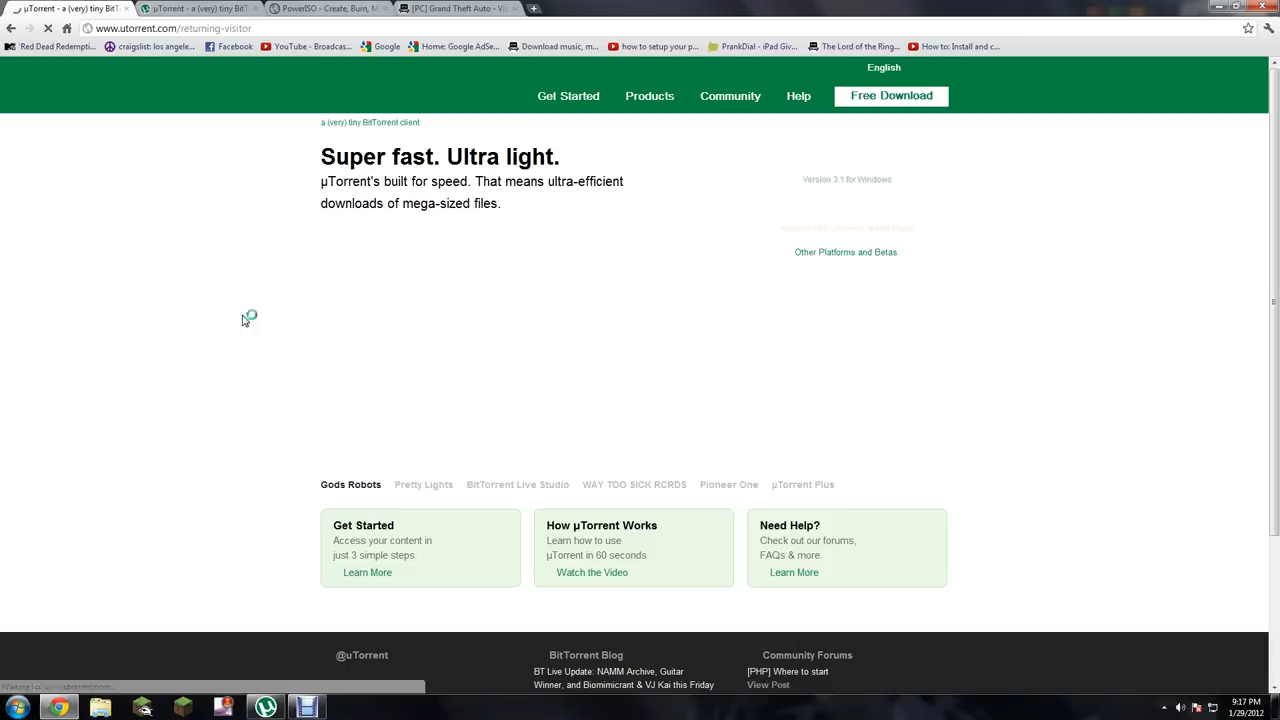 µTorrent - a (very) tiny BitT
µTorrent - a (very) tiny BitT
PowerISO - Create, Burn, M
[PC] Grand Theft Auto - Vic
www.utorrent.com/returning-visitor
'Red Dead Redempti...
craigslist: los angele...
Facebook
YouTube - Broadcas...
Google
Home: Google AdSe...
Download music, m...
how to setup your p...
PrankDial - iPad Giv...
The Lord of the Ring...
How to: Install and c...
English
Get Started
Products
Community
Help
Free Download
a (very) tiny BitTorrent client
Super fast. Ultra light.
µTorrent's built for speed. That means ultra-efficient
downloads of mega-sized files.
Version 3.1 for Windows
Other Platforms and Betas
Gods Robots
Pretty Lights
BitTorrent Live Studio
WAY TOO SICK RCRDS
Pioneer One
µTorrent Plus
Get Started
Access your content in
just 3 simple steps.
Learn More
How µTorrent Works
Learn how to use
µTorrent in 60 seconds.
Watch the Video
Need Help?
Check out our forums,
FAQs & more.
Learn More
@uTorrent
BitTorrent Blog
BT Live Update: NAMM Archive, Guitar
Winner, and Biomimicrant & VJ Kai this Friday
Community Forums
[PHP] Where to start
View Post
9:17 PM
1/29/2012